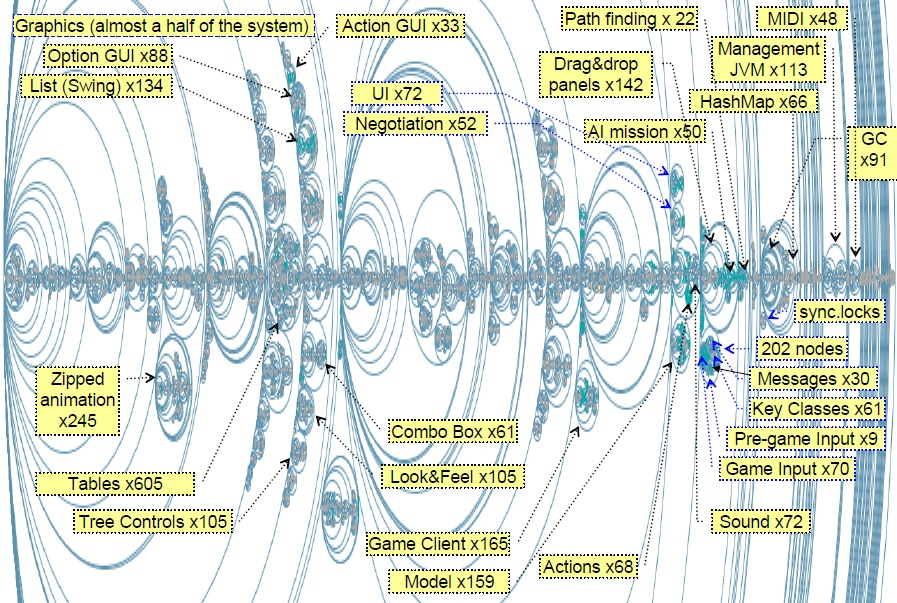 Graphics (almost a half of the system)
Action GUI x33
Path finding x 22
MIDI x48
Option GUI x88
List (Swing) x134
Drag&drop
panels x142
Management
JVM x113
UI x72
HashMap x66
Negotiation x52
AI mission x50
GC
x91
sync.locks
202 nodes
Zipped
animation
x245
Messages x30
Key Classes x61
Combo Box x61
Pre-game Input x9
Look&Feel x105
Game Input x70
Tables x605
Tree Controls x105
Sound x72
Game Client x165
Actions x68
Model x159